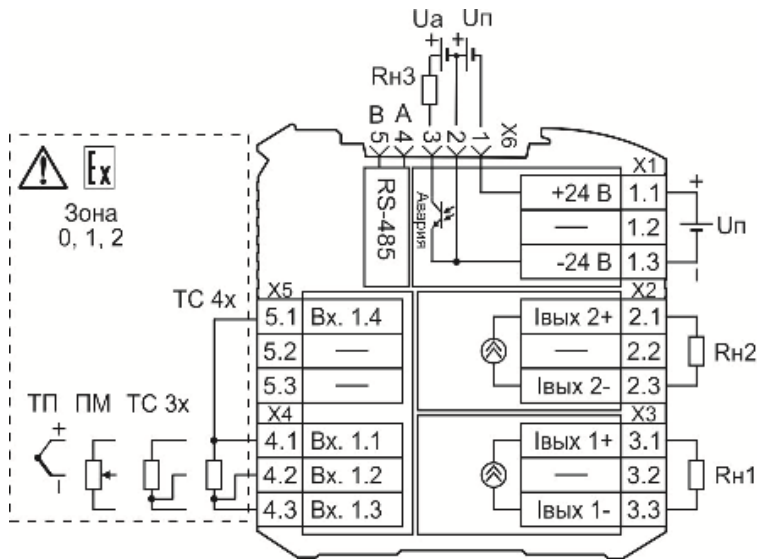 Uа Uп
+ +
Rн3
B A
5 4 3 2 1 X6
Ex
Зона
0, 1, 2
RS-485
Авария
X1
+24 В 1.1
— 1.2
-24 В 1.3
+
Uп
–
ТС 4х
X5
5.1 Вх. 1.4
5.2 —
5.3 —
X2
Iвых 2+ 2.1
— 2.2
Iвых 2- 2.3
Rн2
ТП ПМ ТС 3х
+
–
X4
4.1 Вх. 1.1
4.2 Вх. 1.2
4.3 Вх. 1.3
X3
Iвых 1+ 3.1
— 3.2
Iвых 1- 3.3
Rн1